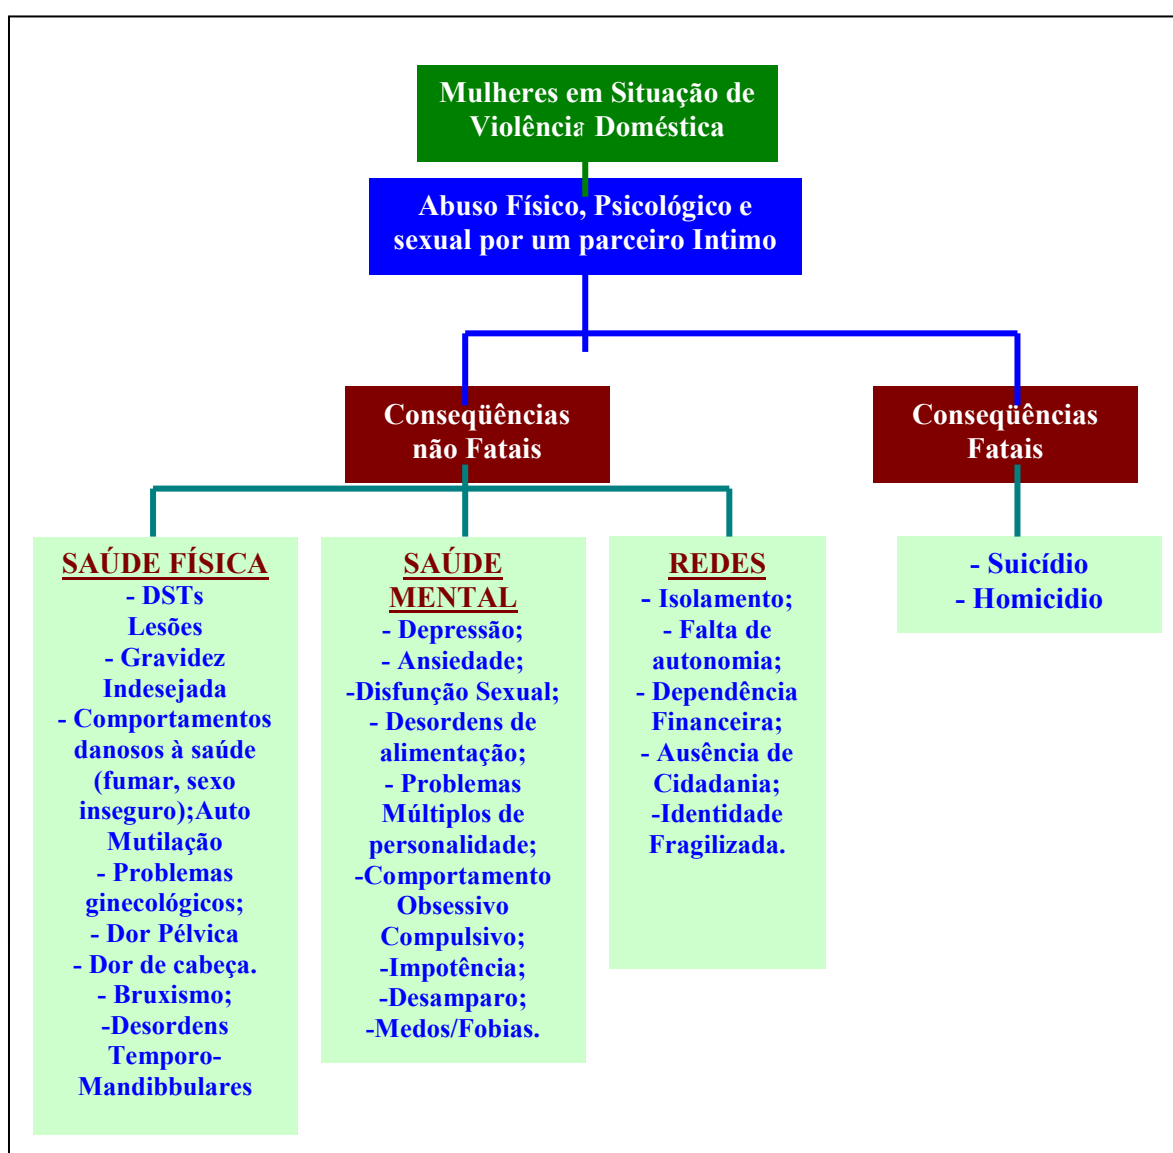 Mulheres em Situação de
Violência Doméstica
Abuso Físico, Psicológico e
sexual por um parceiro Intimo
Conseqüências
não Fatais
Conseqüências
Fatais
SAÚDE FÍSICA
- DSTs
Lesões
- Gravidez
Indesejada
- Comportamentos
danosos à saúde
(fumar, sexo
inseguro);Auto
Mutilação
- Problemas
ginecológicos;
- Dor Pélvica
- Dor de cabeça.
- Bruxismo;
-Desordens
Temporo-
Mandibbulares
SAÚDE
MENTAL
- Depressão;
- Ansiedade;
-Disfunção Sexual;
- Desordens de
alimentação;
- Problemas
Múltiplos de
personalidade;
-Comportamento
Obsessivo
Compulsivo;
-Impotência;
-Desamparo;
-Medos/Fobias.
REDES
- Isolamento;
- Falta de
autonomia;
- Dependência
Financeira;
- Ausência de
Cidadania;
-Identidade
Fragilizada.
- Suicídio
- Homicidio